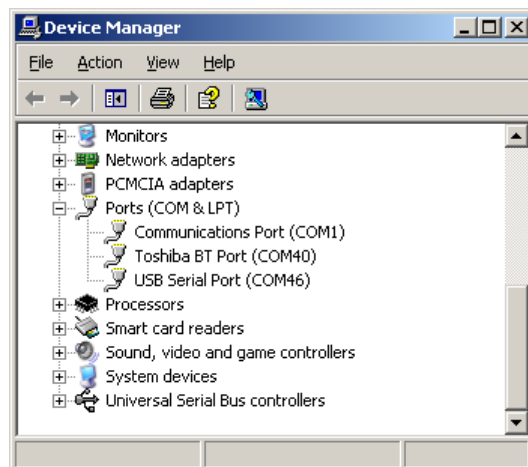 Device Manager
File Action View Help
Monitors
Network adapters
PCMCIA adapters
Ports (COM & LPT)
Communications Port (COM1)
Toshiba BT Port (COM40)
USB Serial Port (COM46)
Processors
Smart card readers
Sound, video and game controllers
System devices
Universal Serial Bus controllers